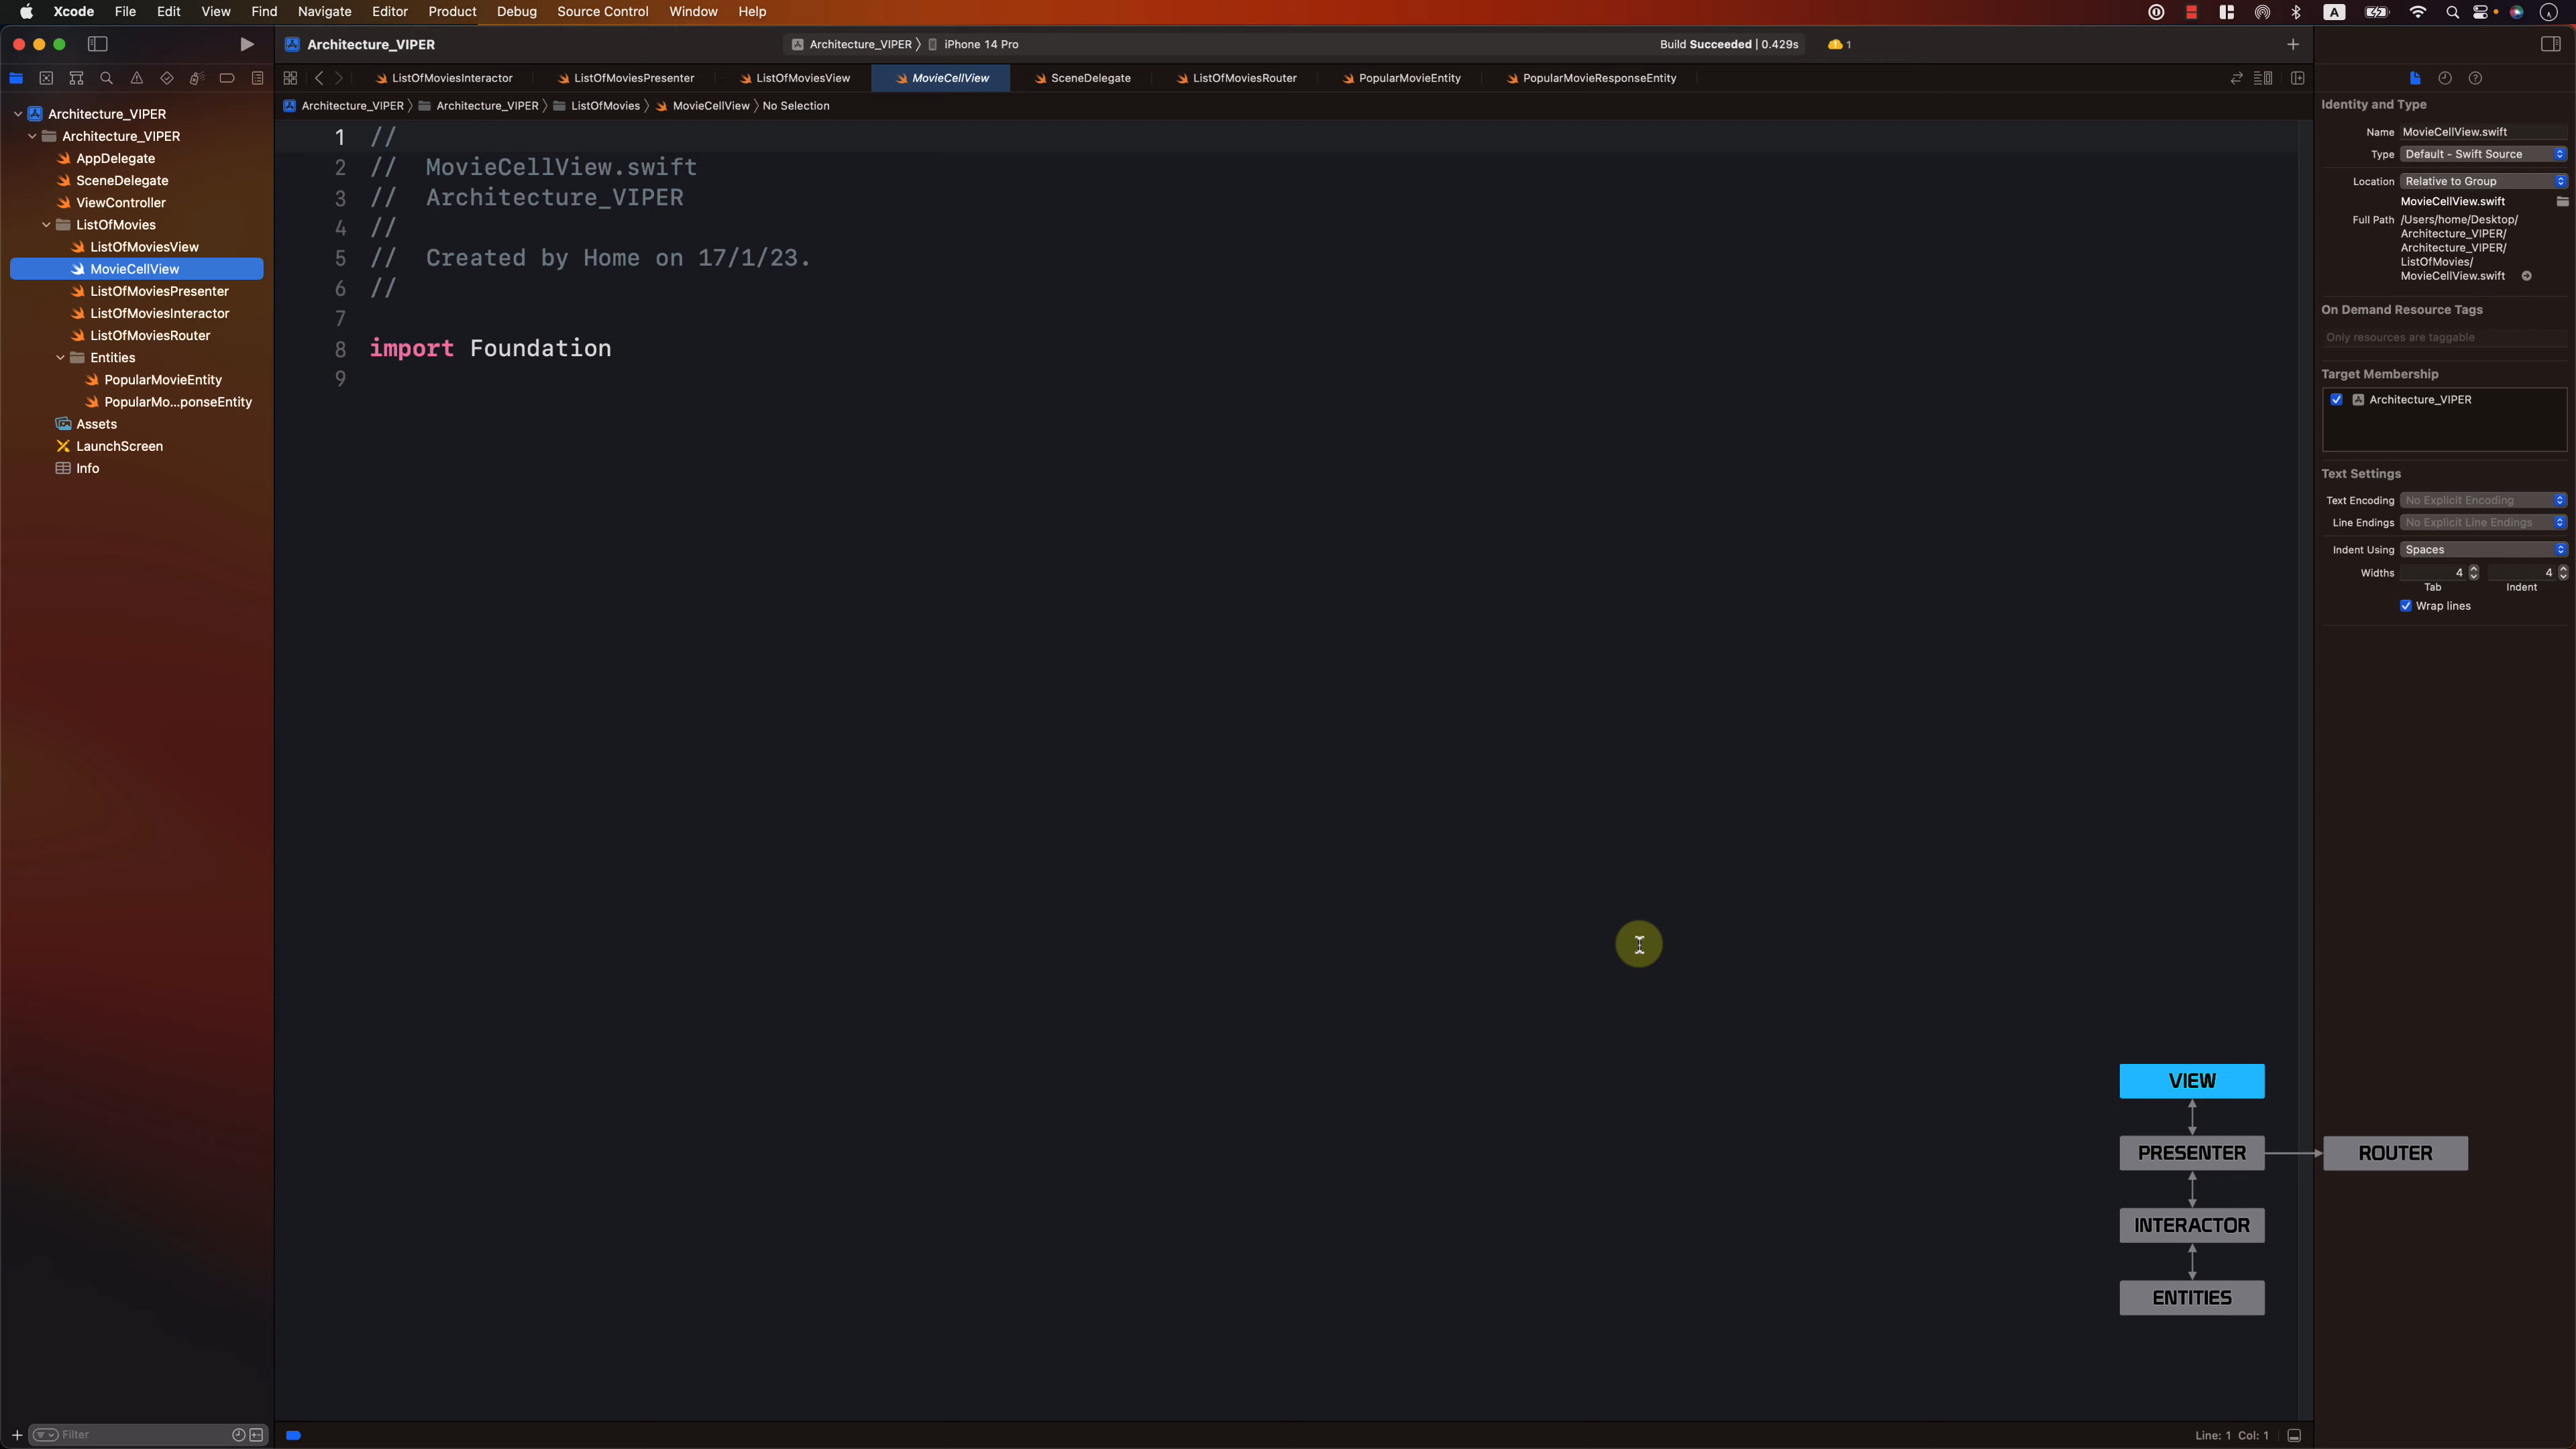 Xcode File Edit View Find Navigate Editor Product Debug Source Control Window Help
A
Architecture_VIPER
Architecture_VIPER 〉 iPhone 14 Pro
Build Succeeded | 0.429s
1
ListOfMoviesInteractor
ListOfMoviesPresenter
ListOfMoviesView
MovieCellView
SceneDelegate
ListOfMoviesRouter
PopularMovieEntity
PopularMovieResponseEntity
Architecture_VIPER 〉 Architecture_VIPER 〉 ListOfMovies 〉 MovieCellView 〉 No Selection
Architecture_VIPER
Architecture_VIPER
AppDelegate
SceneDelegate
ViewController
ListOfMovies
ListOfMoviesView
MovieCellView
ListOfMoviesPresenter
ListOfMoviesInteractor
ListOfMoviesRouter
Entities
PopularMovieEntity
PopularMo...ponseEntity
Assets
LaunchScreen
Info
Filter
1 //
2 //  MovieCellView.swift
3 //  Architecture_VIPER
4 //
5 //  Created by Home on 17/1/23.
6 //
7
8 import Foundation
9
VIEW
PRESENTER
ROUTER
INTERACTOR
ENTITIES
Line: 1 Col: 1
Identity and Type
Name MovieCellView.swift
Type Default - Swift Source
Location Relative to Group
MovieCellView.swift
Full Path /Users/home/Desktop/
Architecture_VIPER/
Architecture_VIPER/
ListOfMovies/
MovieCellView.swift
On Demand Resource Tags
Only resources are taggable
Target Membership
Architecture_VIPER
Text Settings
Text Encoding No Explicit Encoding
Line Endings No Explicit Line Endings
Indent Using Spaces
Widths 4 4
Tab Indent
Wrap lines